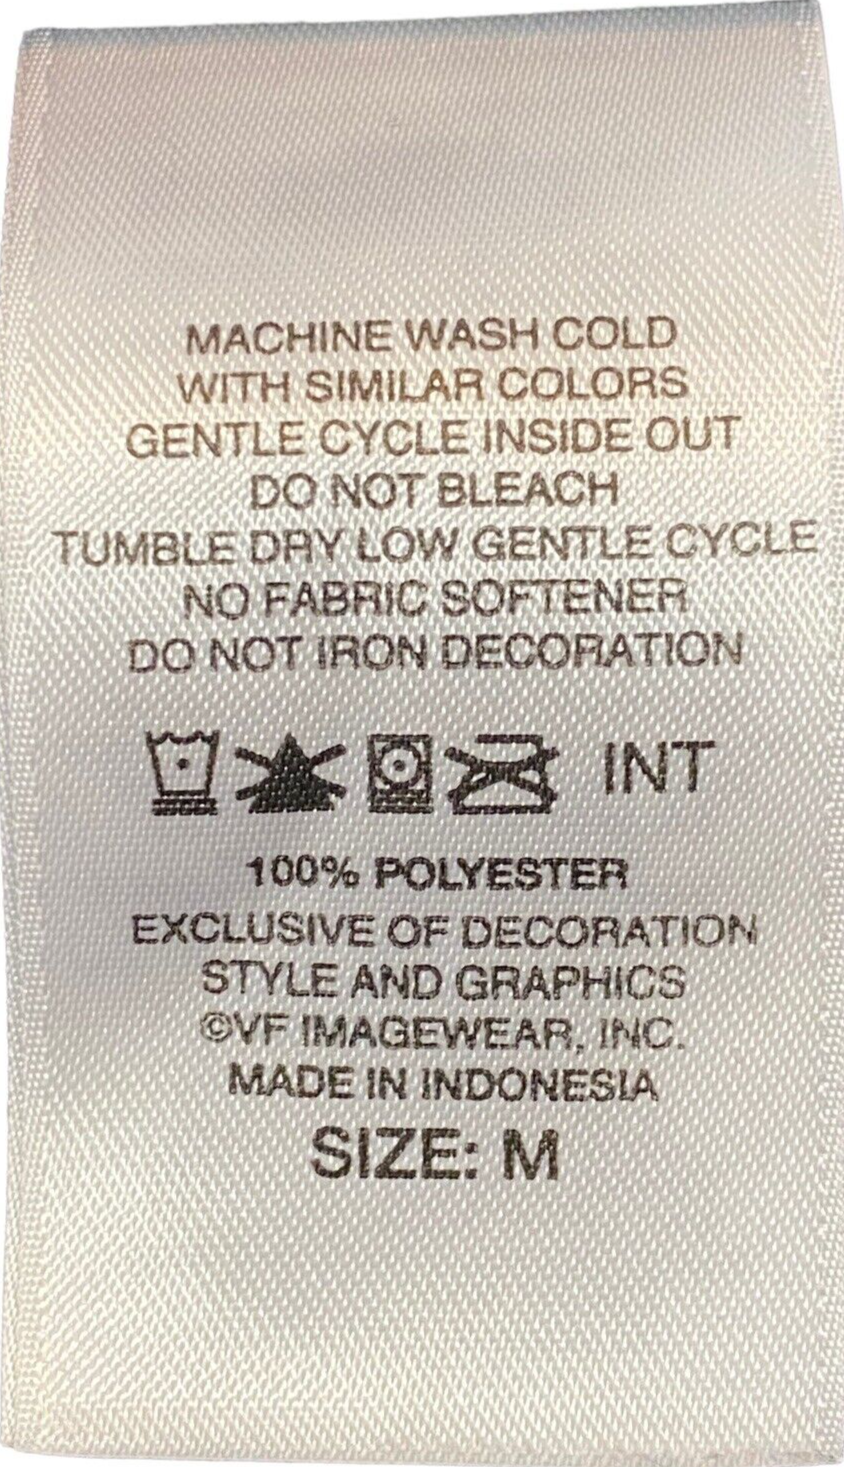 MACHINE WASH COLD
WITH SIMILAR COLORS
GENTLE CYCLE INSIDE OUT
DO NOT BLEACH
TUMBLE DRY LOW GENTLE CYCLE
NO FABRIC SOFTENER
DO NOT IRON DECORATION
INT
100% POLYESTER
EXCLUSIVE OF DECORATION
STYLE AND GRAPHICS
©VF IMAGEWEAR, INC.
MADE IN INDONESIA
SIZE: M